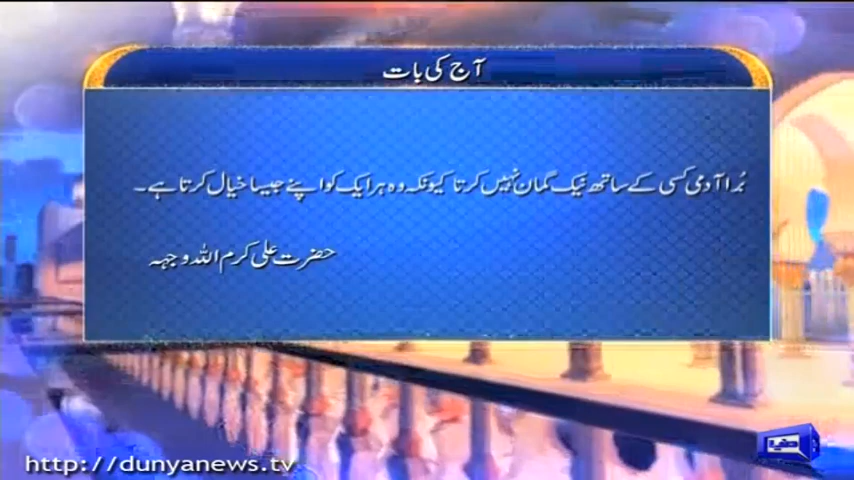 آج کی بات
بُرا آدمی کسی کے ساتھ نیک گمان نہیں کرتا کیونکہ وہ ہر ایک کو اپنے جیسا خیال کرتا ہے۔
حضرت علی کرم اللہ وجہہ
دنیا
http://dunyanews.tv